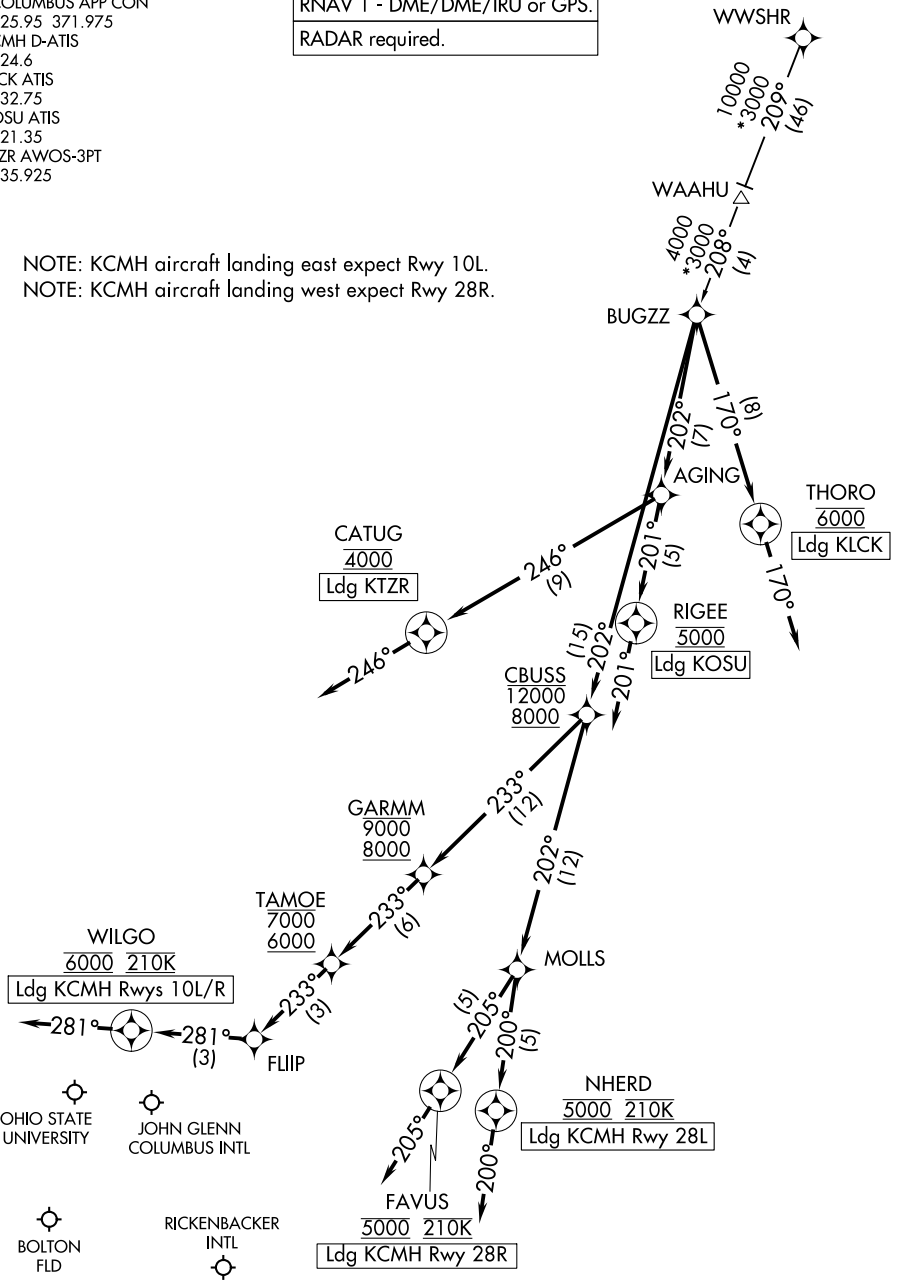 COLUMBUS APP CON
25.95 371.975
MH D-ATIS
24.6
CK ATIS
32.75
OSU ATIS
21.35
ZR AWOS-3PT
35.925
RNAV 1 - DME/DME/IRU or GPS.
RADAR required.
WWSHR
10000
*3000
209°
(46)
NOTE: KCMH aircraft landing east expect Rwy 10L.
NOTE: KCMH aircraft landing west expect Rwy 28R.
WAAHU
4000
*3000
208°
(4)
BUGZZ
202°
(7)
170°
(8)
AGING
THORO
6000
Ldg KLCK
170°
CATUG
4000
Ldg KTZR
246°
(9)
246°
201°
(5)
RIGEE
5000
Ldg KOSU
201°
(15)
202°
CBUSS
12000
8000
233°
(12)
202°
(12)
GARMM
9000
8000
233°
(6)
TAMOE
7000
6000
233°
(3)
WILGO
6000 210K
Ldg KCMH Rwys 10L/R
281°
281°
(3)
FLIIP
MOLLS
(5)
205°
200°
(5)
205°
200°
NHERD
5000 210K
Ldg KCMH Rwy 28L
FAVUS
5000 210K
Ldg KCMH Rwy 28R
OHIO STATE
UNIVERSITY
JOHN GLENN
COLUMBUS INTL
BOLTON
FLD
RICKENBACKER
INTL